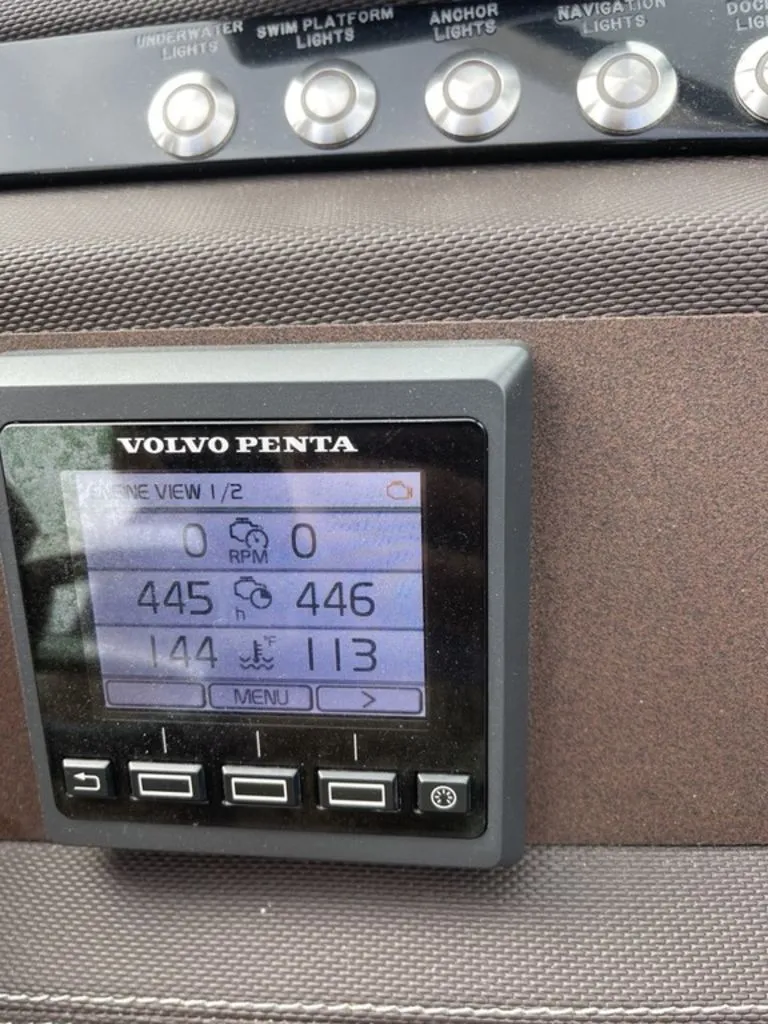 UNDERWATER LIGHTS
SWIM PLATFORM LIGHTS
ANCHOR LIGHTS
NAVIGATION LIGHTS
VOLVO PENTA
VIEW 1/2
0 RPM 0
445 h 446
144 °F 113
MENU >